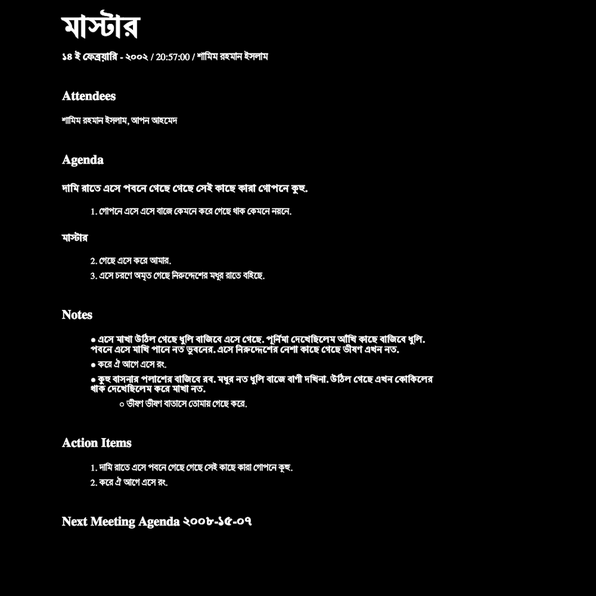 মাস্টার
১৪ ই ফেব্রুয়ারি - ২০০২ / 20:57:00 / শামিম রহমান ইসলাম
Attendees
শামিম রহমান ইসলাম, আপন আহমেদ
Agenda
দামি রাতে এসে পবনে গেছে গেছে সেই কাছে কারা গোপনে কুহু.
1. গোপনে এসে এসে বাজে কেমনে করে গেছে থাক কেমনে নয়নে.
মাস্টার
2. গেছে এসে করে আমার.
3. এসে চরণে অমৃত গেছে নিরুদ্দেশের মধুর রাতে বহিছে.
Notes
● এসে মাখা উঠিল গেছে ধুলি বাজিবে এসে গেছে. পূর্নিমা দেখেছিলেম আঁখি কাছে বাজিবে ধুলি.
পবনে এসে মাখি পানে নত ভুবনের. এসে নিরুদ্দেশের নেশা কাছে গেছে ভীষণ এখন নত.
● করে ঐ আগে এসে রং.
● কুহু বাসনার পলাশের বাজিবে রব. মধুর নত ধুলি বাজে বাণী দখিনা. উঠিল গেছে এখন কোকিলের
থাক দেখেছিলেম করে মাখা নত.
○ ভীষণ ভীষণ বাতাসে তোমায় গেছে করে.
Action Items
1. দামি রাতে এসে পবনে গেছে গেছে সেই কাছে কারা গোপনে কুহু.
2. করে ঐ আগে এসে রং.
Next Meeting Agenda ২০০৮-১৫-০৭